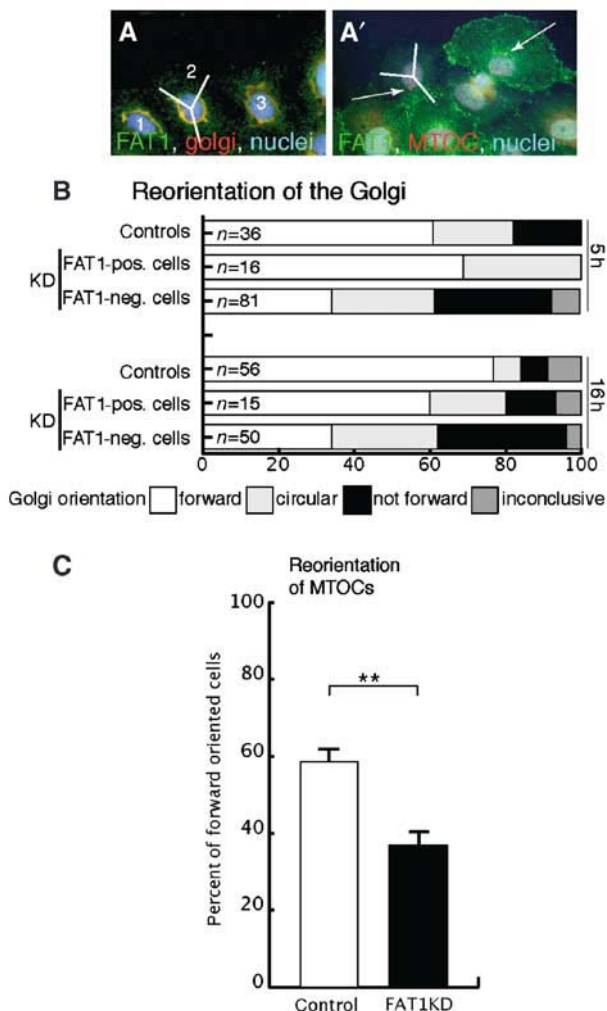 A
2
1
3
FAT1, golgi, nuclei
A′
FAT1, MTOC, nuclei
B Reorientation of the Golgi
Controls n=36
KD
FAT1-pos. cells n=16
FAT1-neg. cells n=81
5 h
Controls n=56
KD
FAT1-pos. cells n=15
FAT1-neg. cells n=50
16 h
0 20 40 60 80 100
Golgi orientation forward circular not forward inconclusive
C
Reorientation
of MTOCs
Percent of forward oriented cells
100
80
60
40
20
0
**
Control FAT1KD